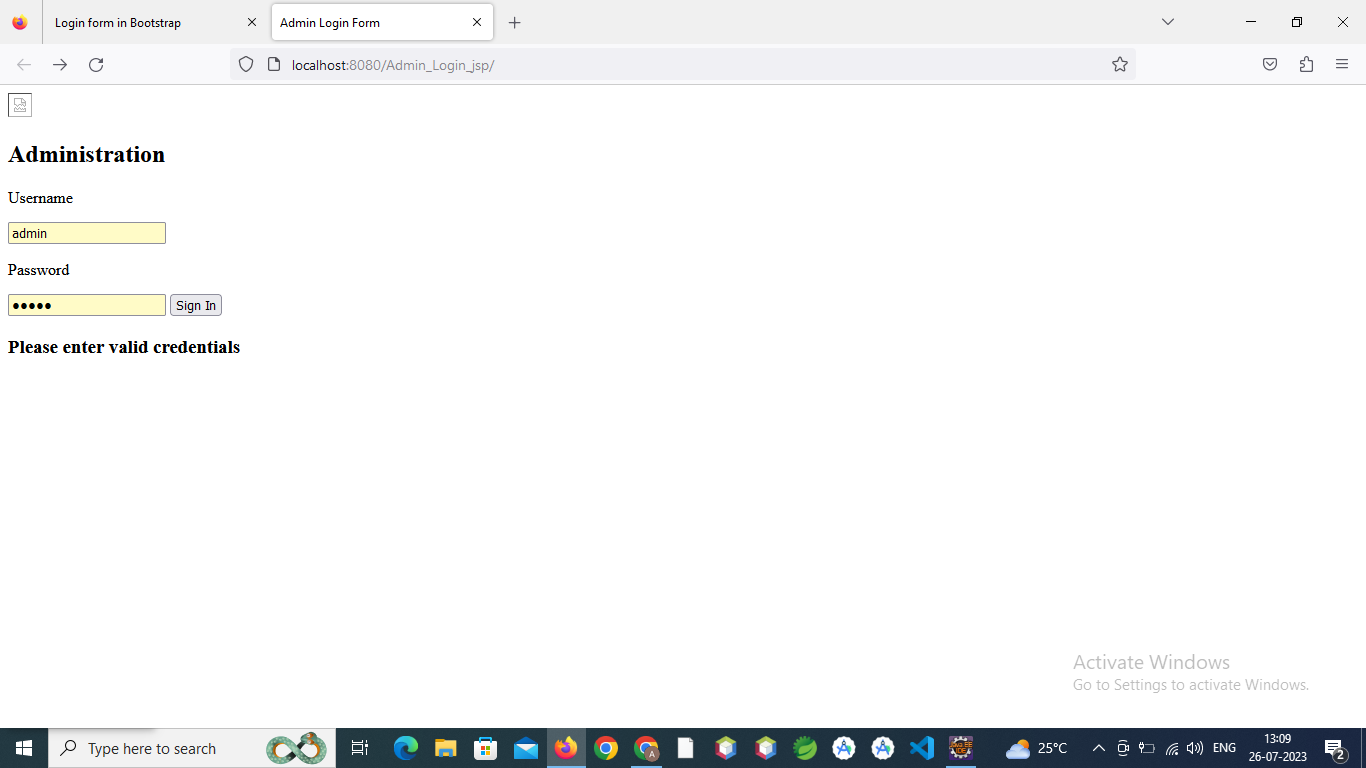 Login form in Bootstrap
Admin Login Form
localhost:8080/Admin_Login_jsp/
Administration
Username
admin
Password
●●●●● Sign In
Please enter valid credentials
Activate Windows
Go to Settings to activate Windows.
Type here to search
A
25°C
ENG
13:09
26-07-2023
2